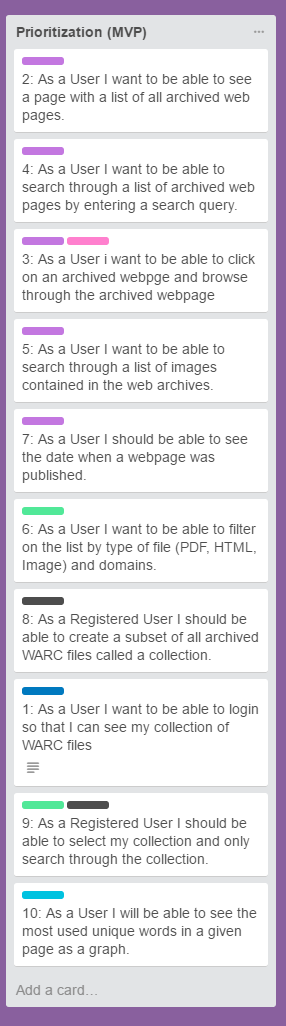 Prioritization (MVP)
2: As a User I want to be able to see
a page with a list of all archived web
pages.
4: As a User I want to be able to
search through a list of archived web
pages by entering a search query.
3: As a User i want to be able to click
on an archived webpge and browse
through the archived webpage
5: As a User I want to be able to
search through a list of images
contained in the web archives.
7: As a User I should be able to see
the date when a webpage was
published.
6: As a User I want to be able to filter
on the list by type of file (PDF, HTML,
Image) and domains.
8: As a Registered User I should be
able to create a subset of all archived
WARC files called a collection.
1: As a User I want to be able to login
so that I can see my collection of
WARC files
9: As a Registered User I should be
able to select my collection and only
search through the collection.
10: As a User I will be able to see the
most used unique words in a given
page as a graph.
Add a card…